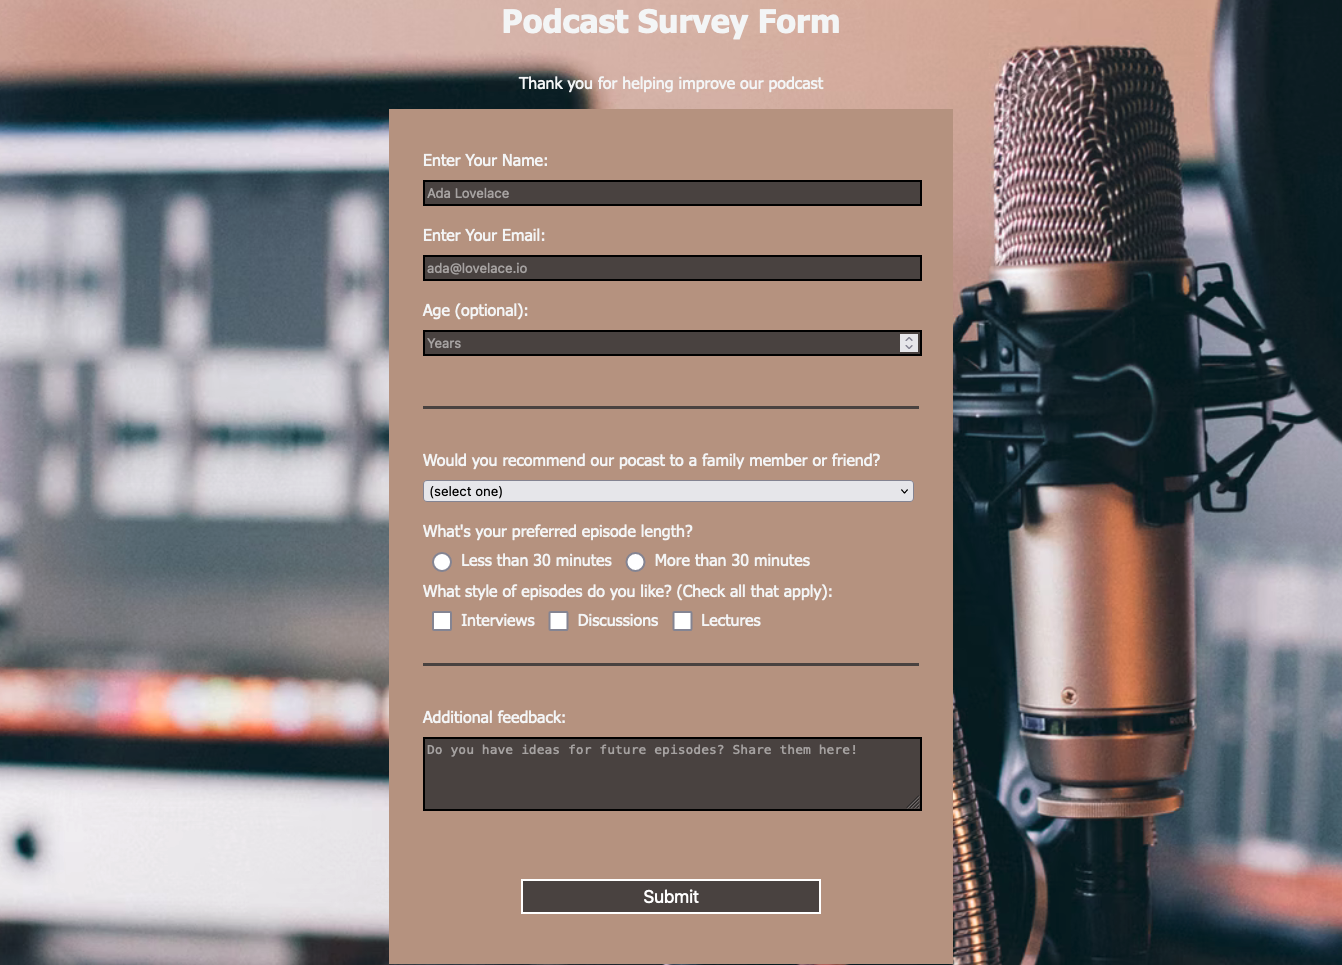 Podcast Survey Form
Thank you for helping improve our podcast
Enter Your Name:
Ada Lovelace
Enter Your Email:
ada@lovelace.io
Age (optional):
Years
Would you recommend our pocast to a family member or friend?
(select one)
What's your preferred episode length?
Less than 30 minutes More than 30 minutes
What style of episodes do you like? (Check all that apply):
Interviews Discussions Lectures
Additional feedback:
Do you have ideas for future episodes? Share them here!
Submit